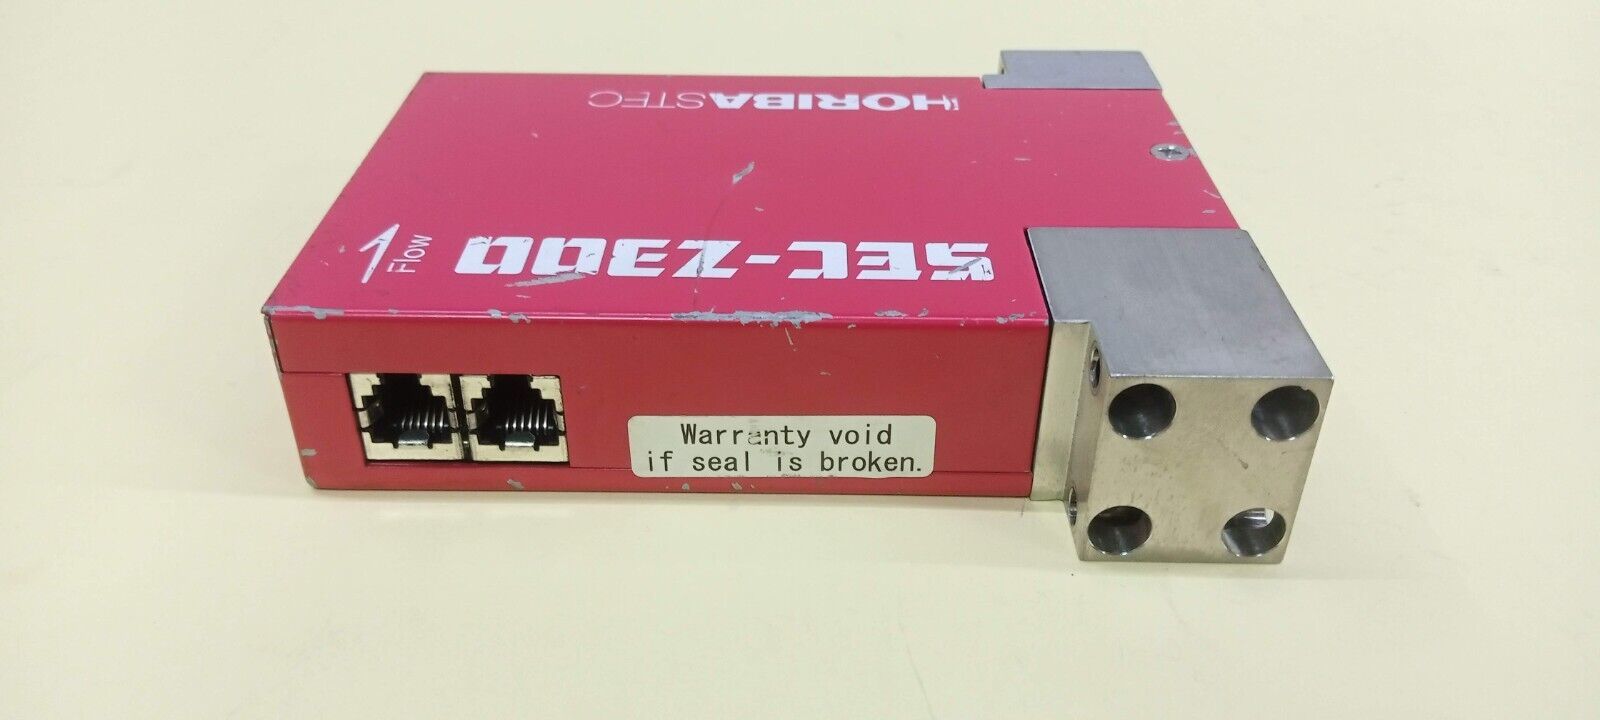 HORIBASTEC
SEC-Z300
Flow
Warranty void
if seal is broken.